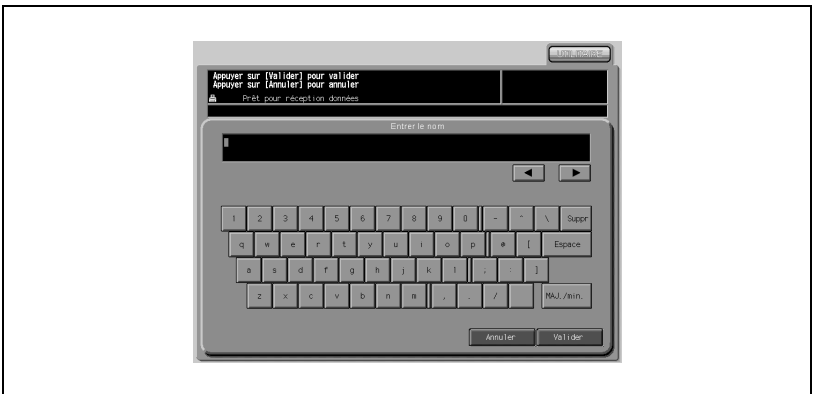 UTILITAIRE
Appuyer sur [Valider] pour valider
Appuyer sur [Annuler] pour annuler
Prêt pour réception données
Entrer le nom
1 2 3 4 5 6 7 8 9 0 - ^ \ Suppr
q w e r t y u i o p @ [ Espace
a s d f g h j k l ; : ]
z x c v b n m , . / MAJ./min.
Annuler Valider